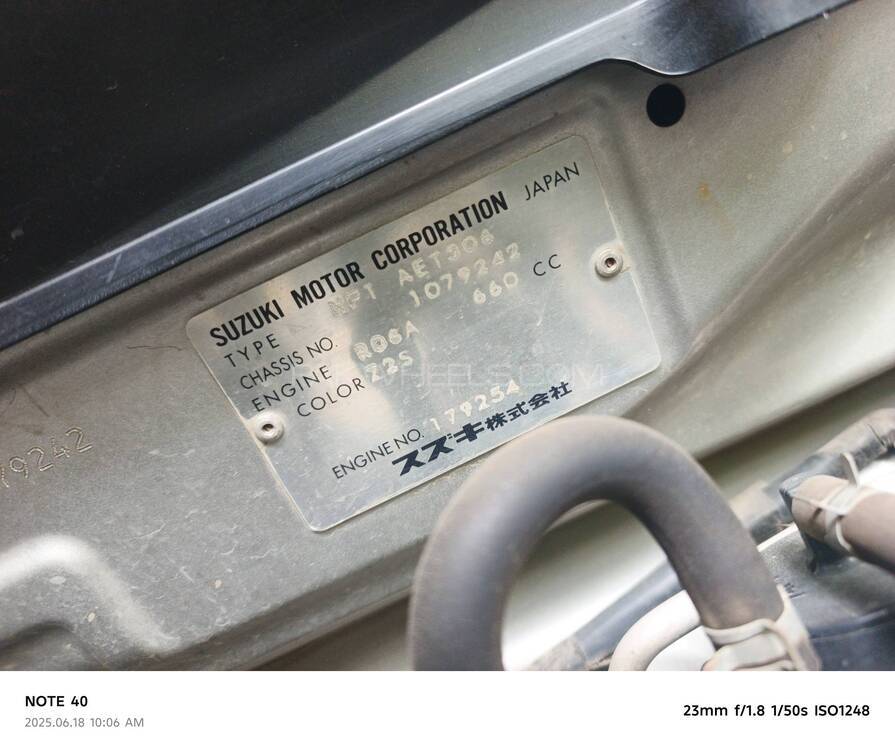 SUZUKI MOTOR CORPORATION JAPAN
TYPE AET306
CHASSIS NO. 1079242
ENGINE R06A 660 CC
COLOR Z2S
ENGINE NO. 179254
スズキ株式会社
79242
NOTE 40
2025.06.18 10:06 AM
23mm f/1.8 1/50s ISO1248